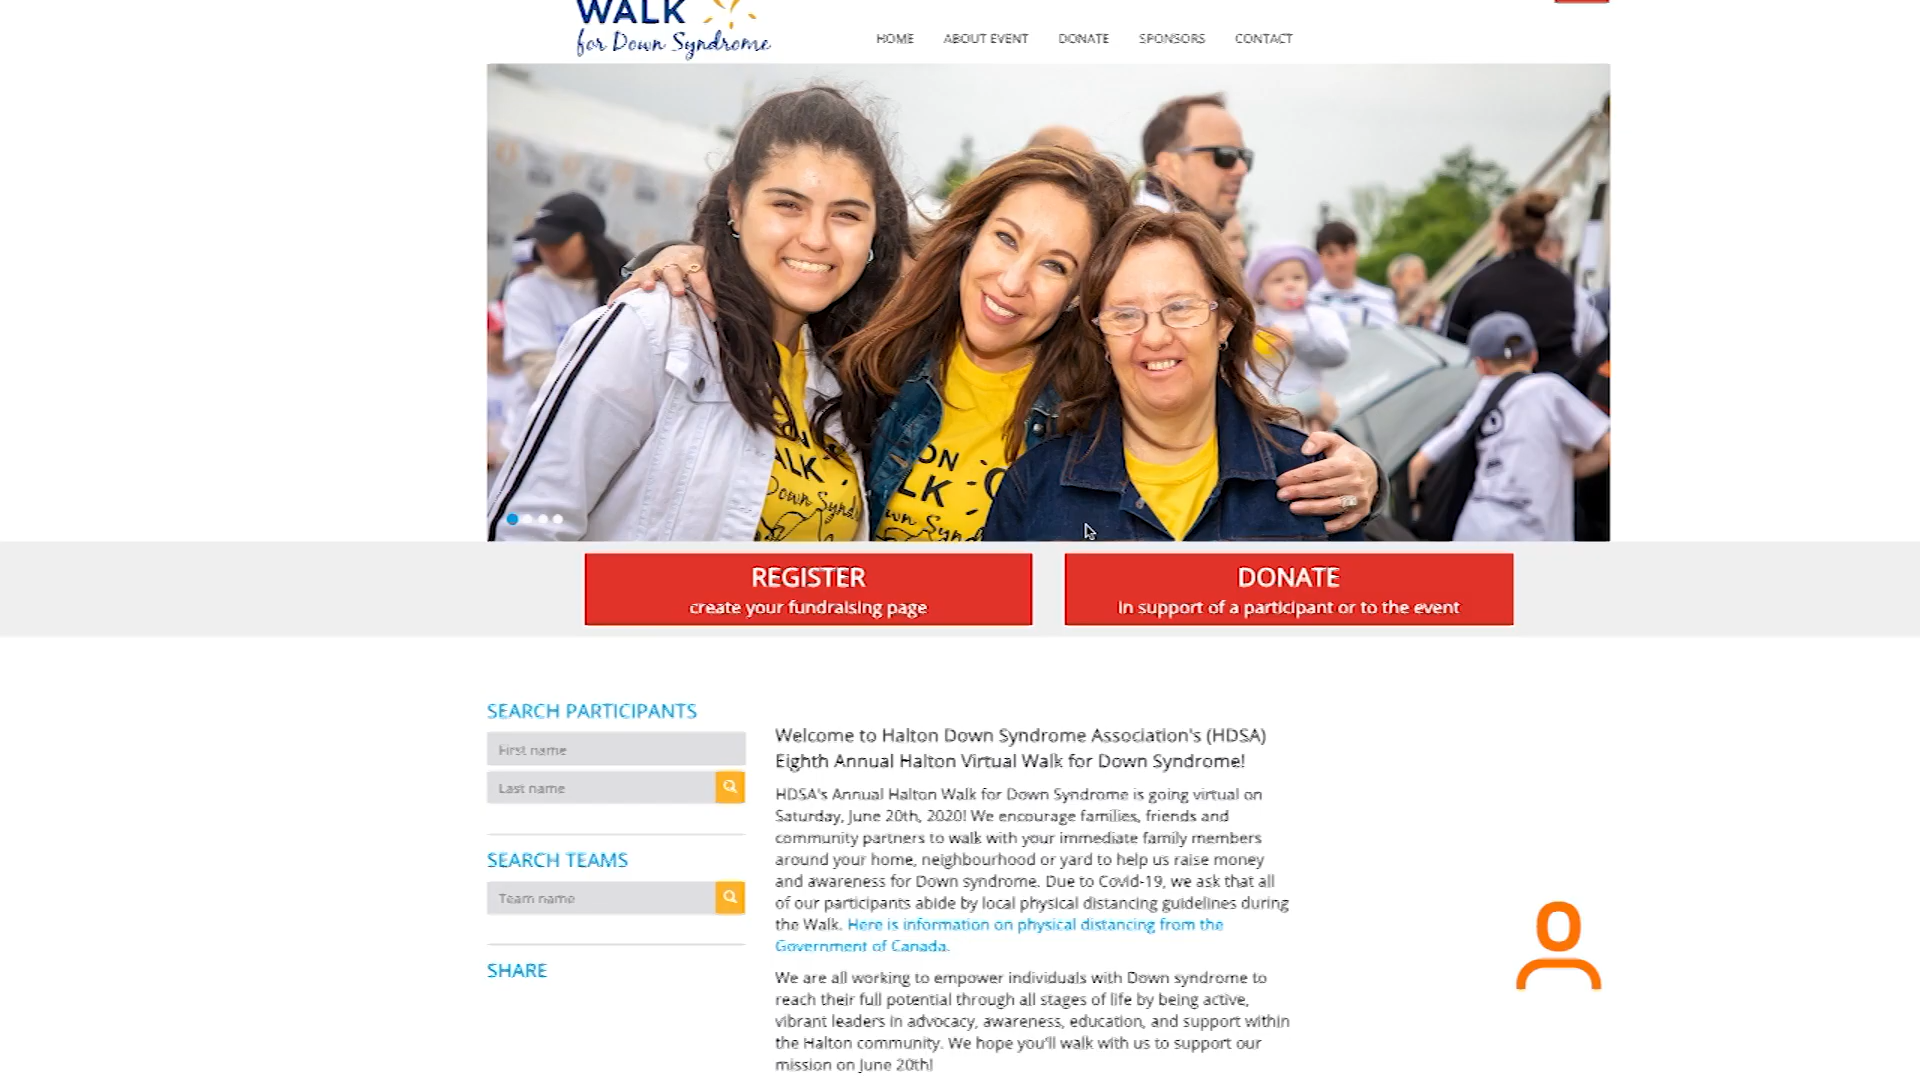 WALK
for Down Syndrome
HOME ABOUT EVENT DONATE SPONSORS CONTACT
ON
LK
REGISTER
create your fundraising page
DONATE
in support of a participant or to the event
SEARCH PARTICIPANTS
First name
Last name
SEARCH TEAMS
Team name
SHARE
Welcome to Halton Down Syndrome Association's (HDSA)
Eighth Annual Halton Virtual Walk for Down Syndrome!
HDSA's Annual Halton Walk for Down Syndrome is going virtual on
Saturday, June 20th, 2020! We encourage families, friends and
community partners to walk with your immediate family members
around your home, neighbourhood or yard to help us raise money
and awareness for Down syndrome. Due to Covid-19, we ask that all
of our participants abide by local physical distancing guidelines during
the Walk. Here is information on physical distancing from the
Government of Canada.
We are all working to empower individuals with Down syndrome to
reach their full potential through all stages of life by being active,
vibrant leaders in advocacy, awareness, education, and support within
the Halton community. We hope you'll walk with us to support our
mission on June 20th!